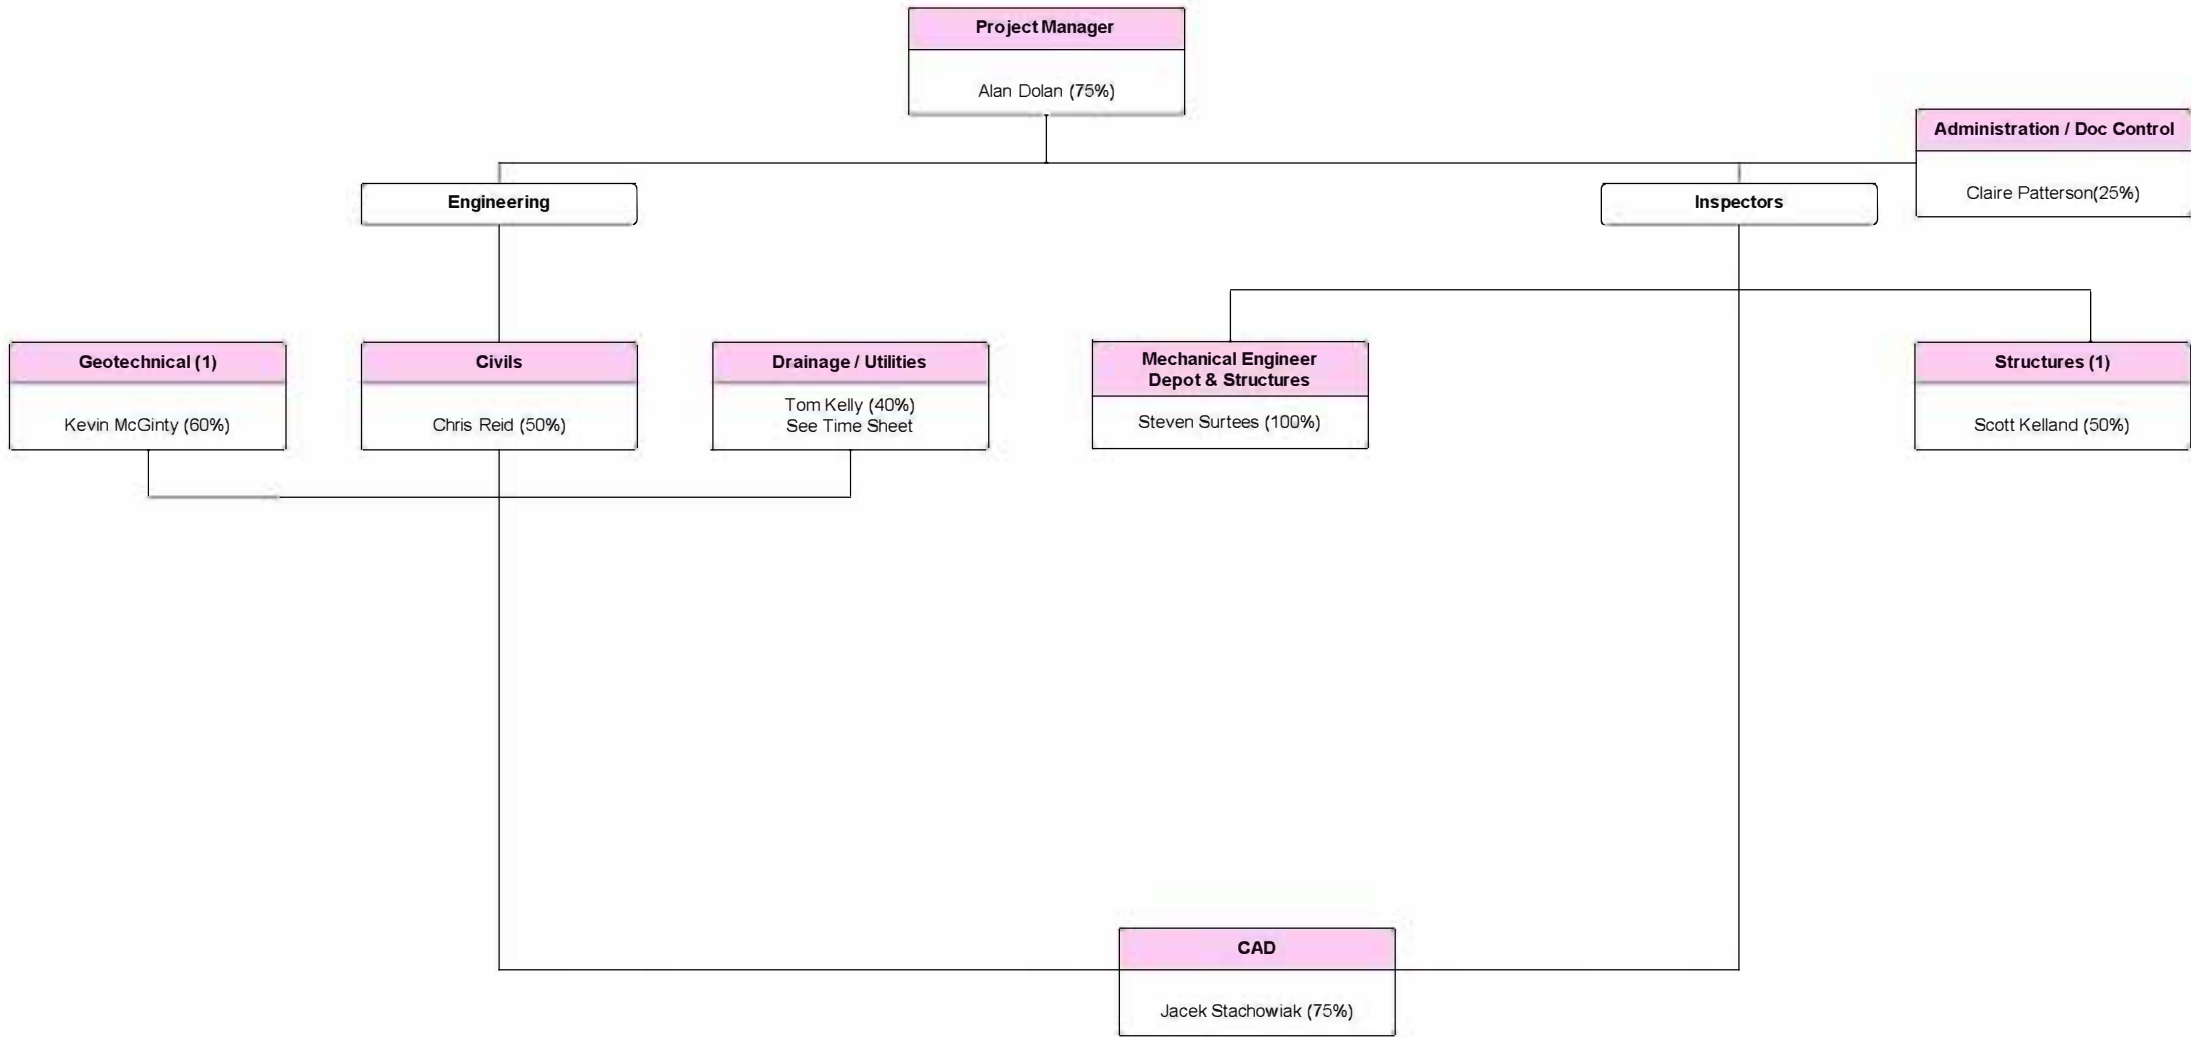 Project Manager
Alan Dolan (75%)
Administration / Doc Control
Claire Patterson(25%)
Engineering
Inspectors
Geotechnical (1)
Kevin McGinty (60%)
Civils
Chris Reid (50%)
Drainage / Utilities
Tom Kelly (40%)
See Time Sheet
Mechanical Engineer
Depot & Structures
Steven Surtees (100%)
Structures (1)
Scott Kelland (50%)
CAD
Jacek Stachowiak (75%)